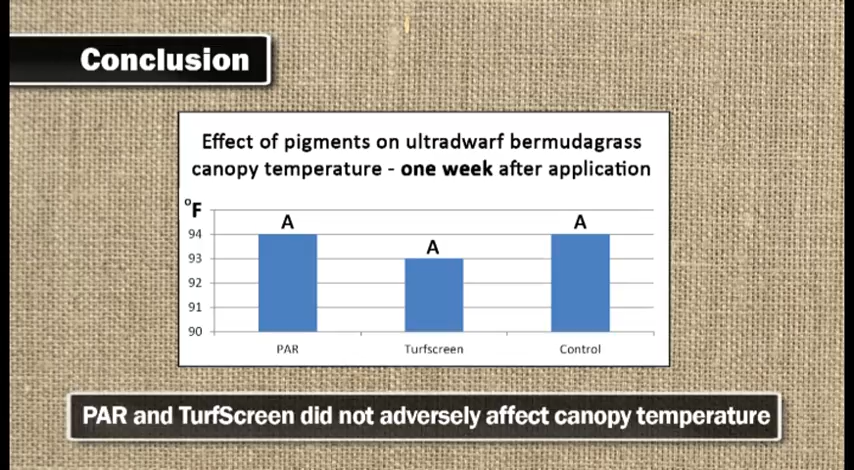 Conclusion
Effect of pigments on ultradwarf bermudagrass
canopy temperature - one week after application
°F
A
A
A
94
93
92
91
90
PAR
Turfscreen
Control
PAR and TurfScreen did not adversely affect canopy temperature